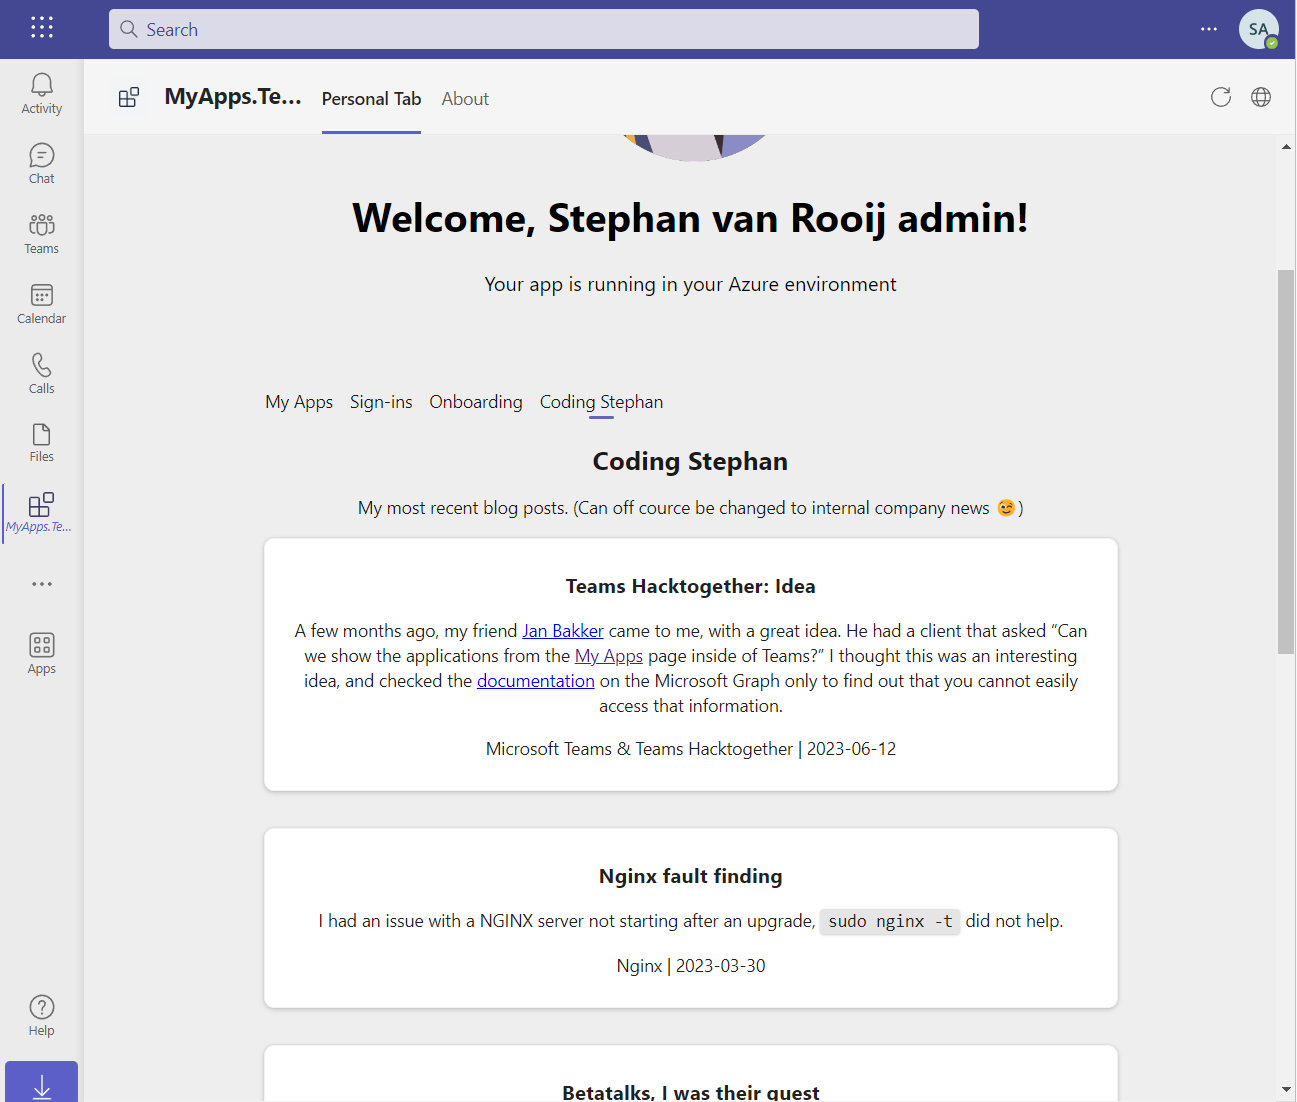 Search
SA
Activity
Chat
Teams
Calendar
Calls
Files
MyApps.Te...
Apps
Help
MyApps.Te... Personal Tab About
Welcome, Stephan van Rooij admin!
Your app is running in your Azure environment
My Apps Sign-ins Onboarding Coding Stephan
Coding Stephan
My most recent blog posts. (Can off cource be changed to internal company news 😉)
Teams Hacktogether: Idea
A few months ago, my friend Jan Bakker came to me, with a great idea. He had a client that asked “Can
we show the applications from the My Apps page inside of Teams?” I thought this was an interesting
idea, and checked the documentation on the Microsoft Graph only to find out that you cannot easily
access that information.
Microsoft Teams & Teams Hacktogether | 2023-06-12
Nginx fault finding
I had an issue with a NGINX server not starting after an upgrade, sudo nginx -t did not help.
Nginx | 2023-03-30
Betatalks, I was their guest